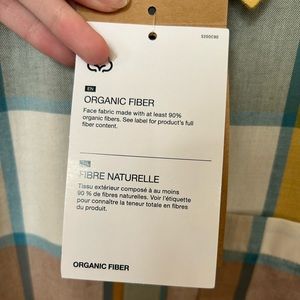 EN
ORGANIC FIBER
Face fabric made with at least 90%
organic fibers. See label for product's full
fiber content.
FIBRE NATURELLE
Tissu extérieur composé à au moins
90 % de fibres naturelles. Voir l'étiquette
pour connaître la teneur totale en fibres
du produit.
ORGANIC FIBER